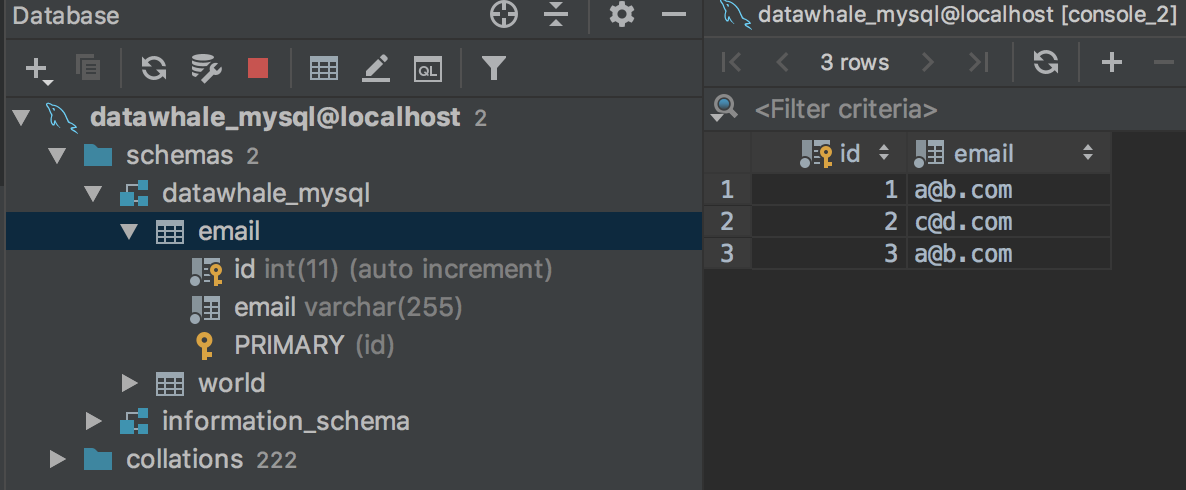 Database
datawhale_mysql@localhost 2
schemas 2
datawhale_mysql
email
id int(11) (auto increment)
email varchar(255)
PRIMARY (id)
world
information_schema
collations 222
datawhale_mysql@localhost [console_2]
3 rows
<Filter criteria>
id email
1 1 a@b.com
2 2 c@d.com
3 3 a@b.com
QL